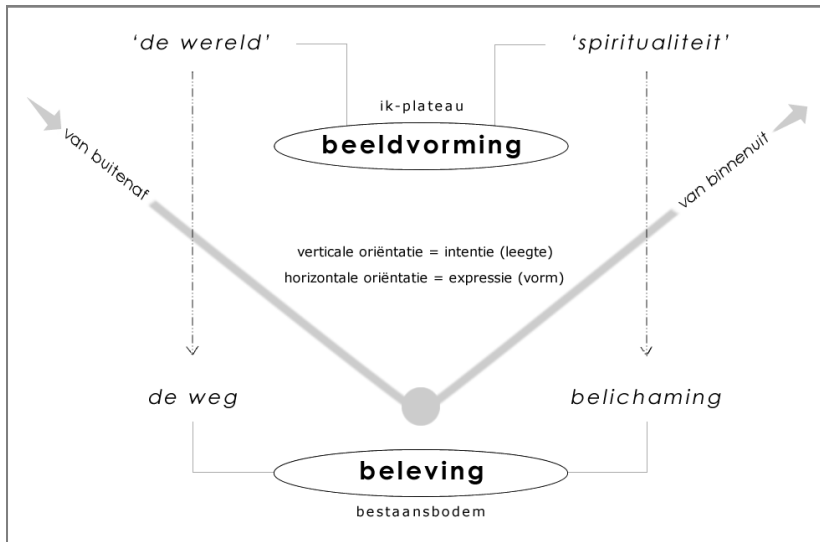 ‘de wereld’
‘spiritualiteit’
ik-plateau
beeldvorming
van buitenaf
van binnenuit
verticale oriëntatie = intentie (leegte)
horizontale oriëntatie = expressie (vorm)
de weg
belichaming
beleving
bestaansbodem